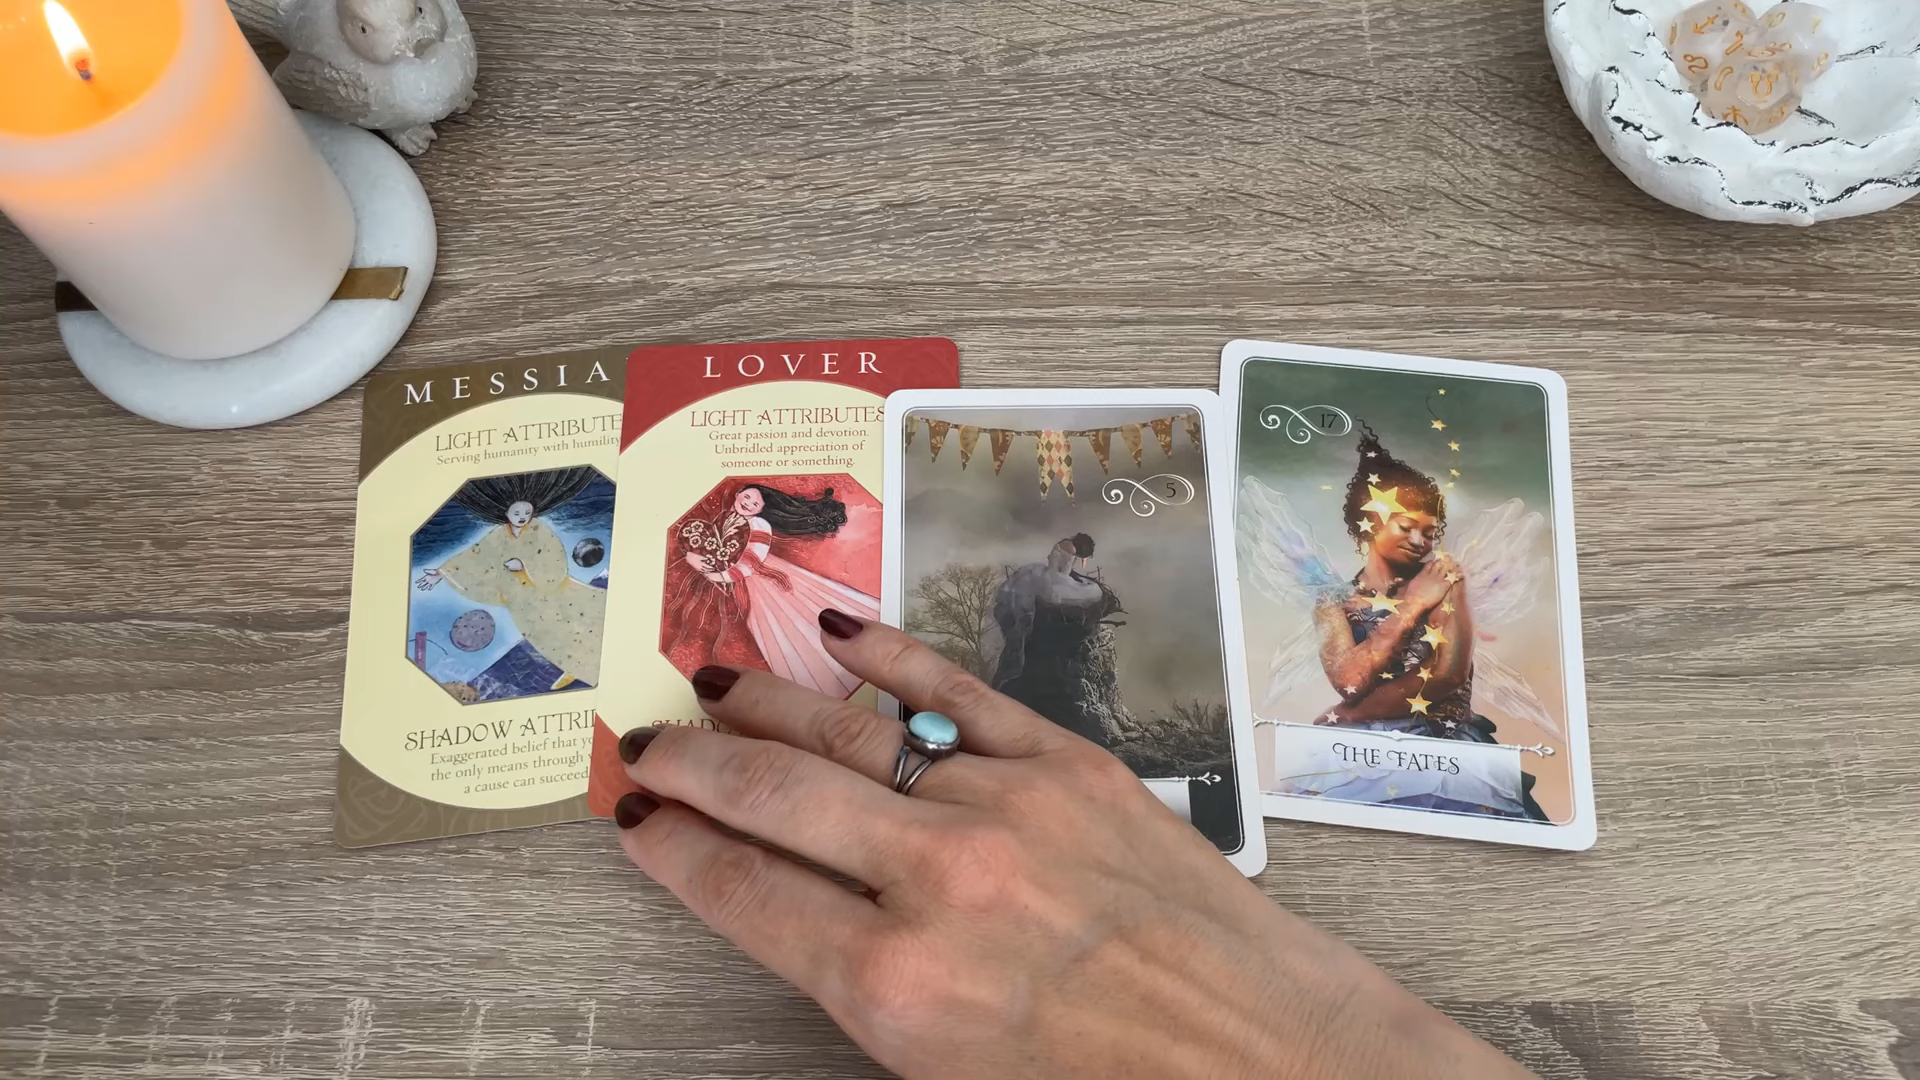 MESSIA
LIGHT ATTRIBUTE
Serving humanity with humility
SHADOW ATTRI
Exaggerated belief that
the only means through
a cause can succeed
LOVER
LIGHT ATTRIBUTES
Great passion and devotion.
Unbridled appreciation of
someone or something.
5
17
THE FATES